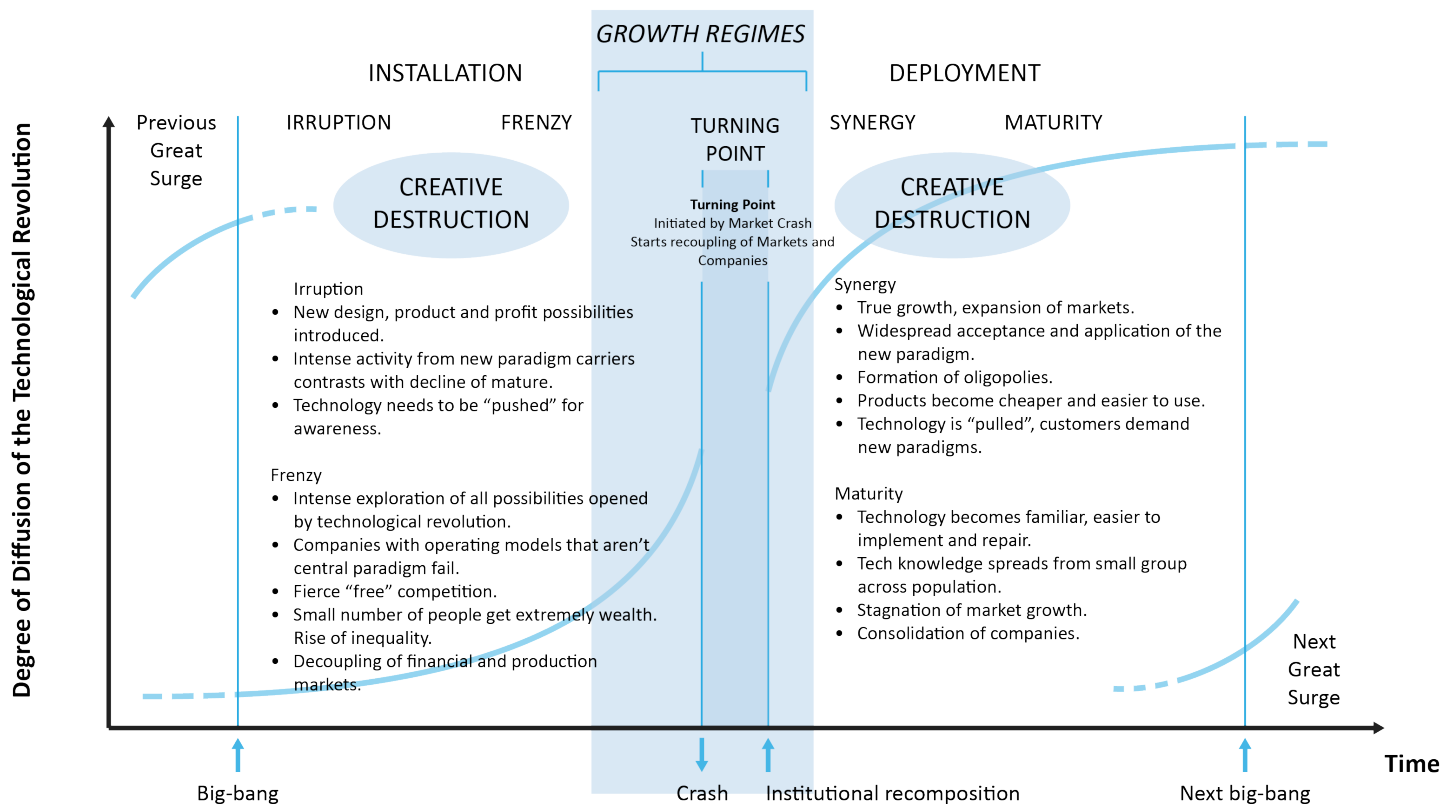 GROWTH REGIMES
INSTALLATION
DEPLOYMENT
Previous
Great
Surge
IRRUPTION
FRENZY
TURNING
POINT
SYNERGY
MATURITY
CREATIVE
DESTRUCTION
Turning Point
Initiated by Market Crash
Starts recoupling of Markets and
Companies
CREATIVE
DESTRUCTION
Irruption
• New design, product and profit possibilities
introduced.
• Intense activity from new paradigm carriers
contrasts with decline of mature.
• Technology needs to be “pushed” for
awareness.
Frenzy
• Intense exploration of all possibilities opened
by technological revolution.
• Companies with operating models that aren’t
central paradigm fail.
• Fierce “free” competition.
• Small number of people get extremely wealth.
Rise of inequality.
• Decoupling of financial and production
markets.
Synergy
• True growth, expansion of markets.
• Widespread acceptance and application of the
new paradigm.
• Formation of oligopolies.
• Products become cheaper and easier to use.
• Technology is “pulled”, customers demand
new paradigms.
Maturity
• Technology becomes familiar, easier to
implement and repair.
• Tech knowledge spreads from small group
across population.
• Stagnation of market growth.
• Consolidation of companies.
Next
Great
Surge
Degree of Diffusion of the Technological Revolution
Time
Big-bang
Crash
Institutional recomposition
Next big-bang